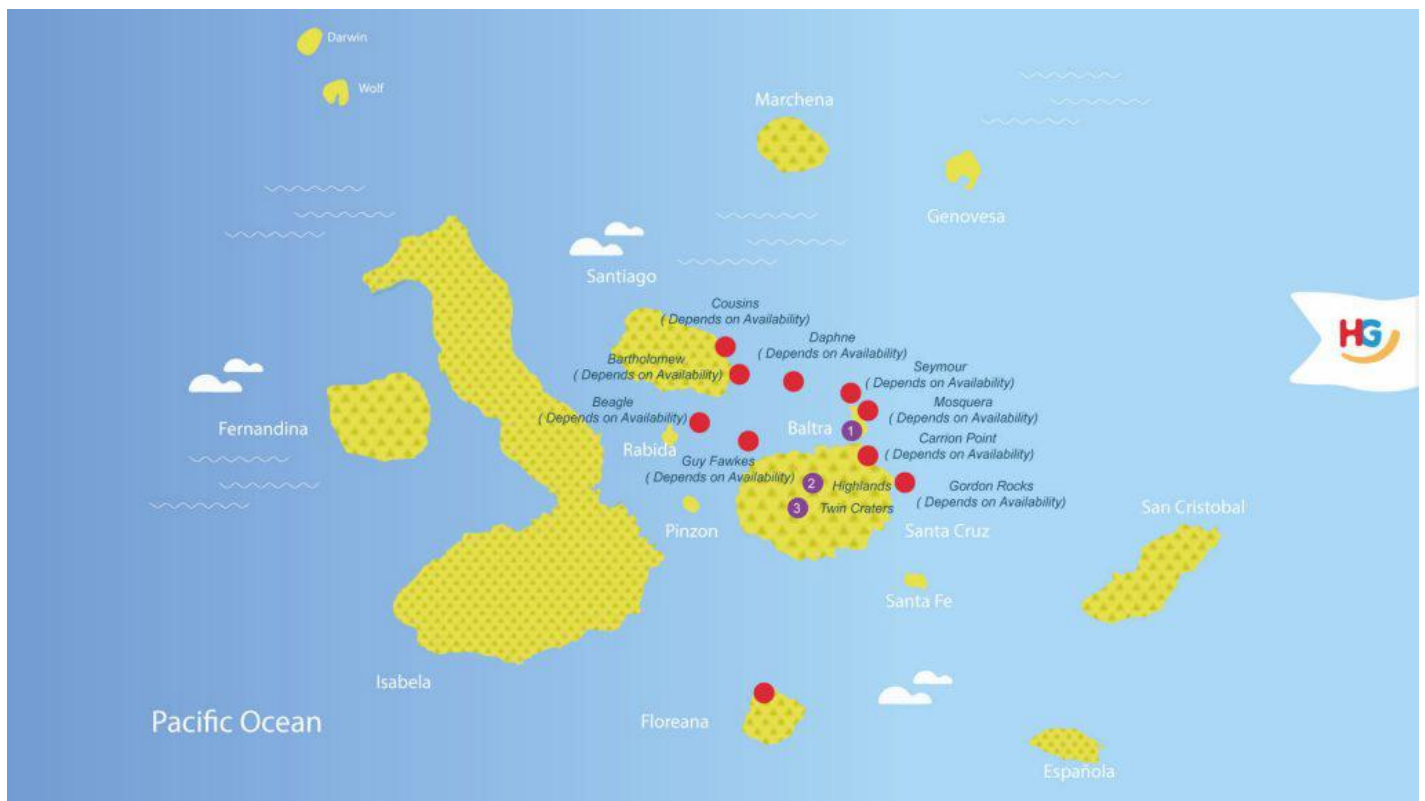 Darwin
Wolf
Marchena
Genovesa
Santiago
Cousins
( Depends on Availability)
Daphne
( Depends on Availability)
Bartholomew
( Depends on Availability)
Seymour
( Depends on Availability)
Beagle
( Depends on Availability)
Mosquera
( Depends on Availability)
HG
Fernandina
Rabida
Baltra
1
Carrion Point
( Depends on Availability)
Guy Fawkes
( Depends on Availability)
2 Highlands
Gordon Rocks
( Depends on Availability)
3 Twin Craters
Pinzon
Santa Cruz
San Cristobal
Santa Fe
Isabela
Pacific Ocean
Floreana
Española